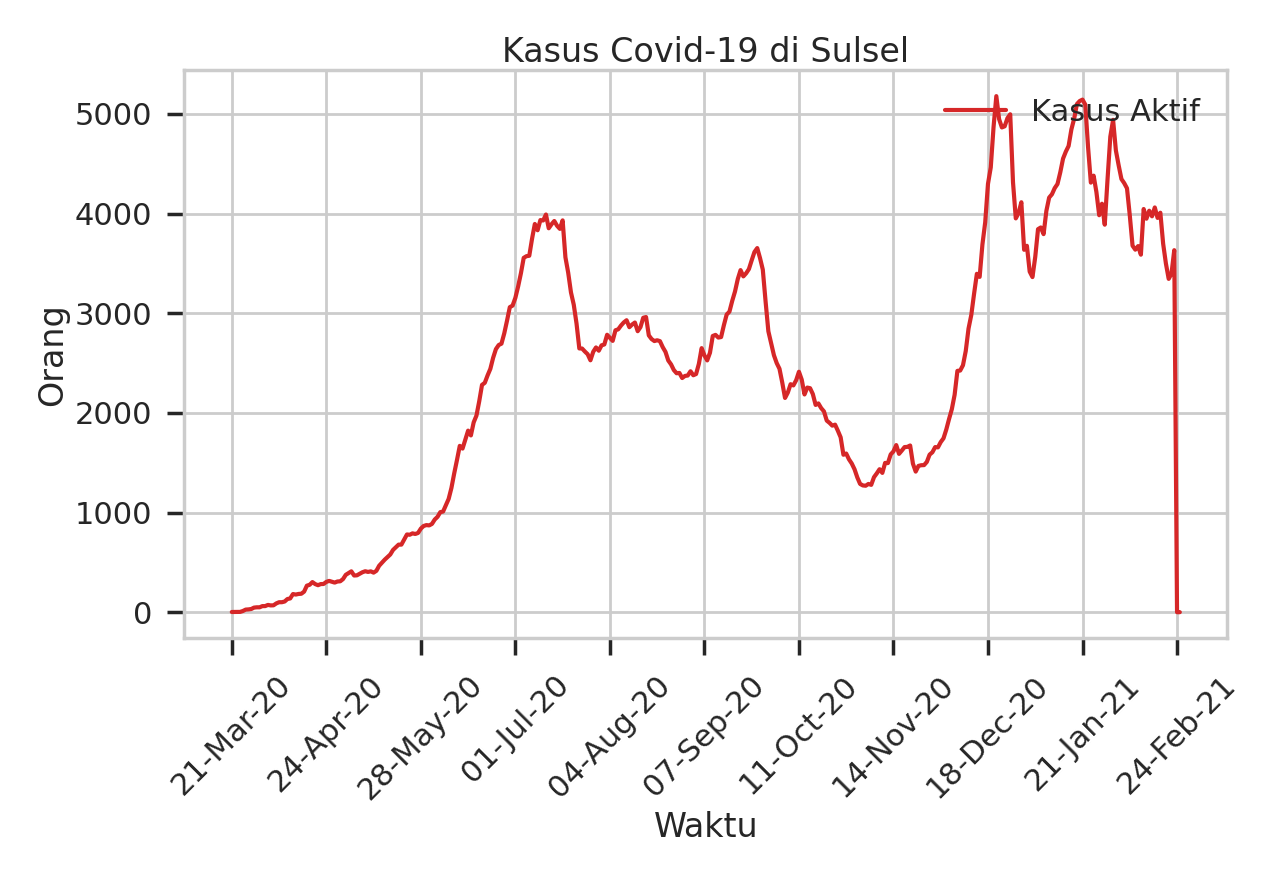 Kasus Covid-19 di Sulsel
Kasus Aktif
Orang
5000
4000
3000
2000
1000
0
21-Mar-20
24-Apr-20
28-May-20
01-Jul-20
04-Aug-20
07-Sep-20
11-Oct-20
14-Nov-20
18-Dec-20
21-Jan-21
24-Feb-21
Waktu